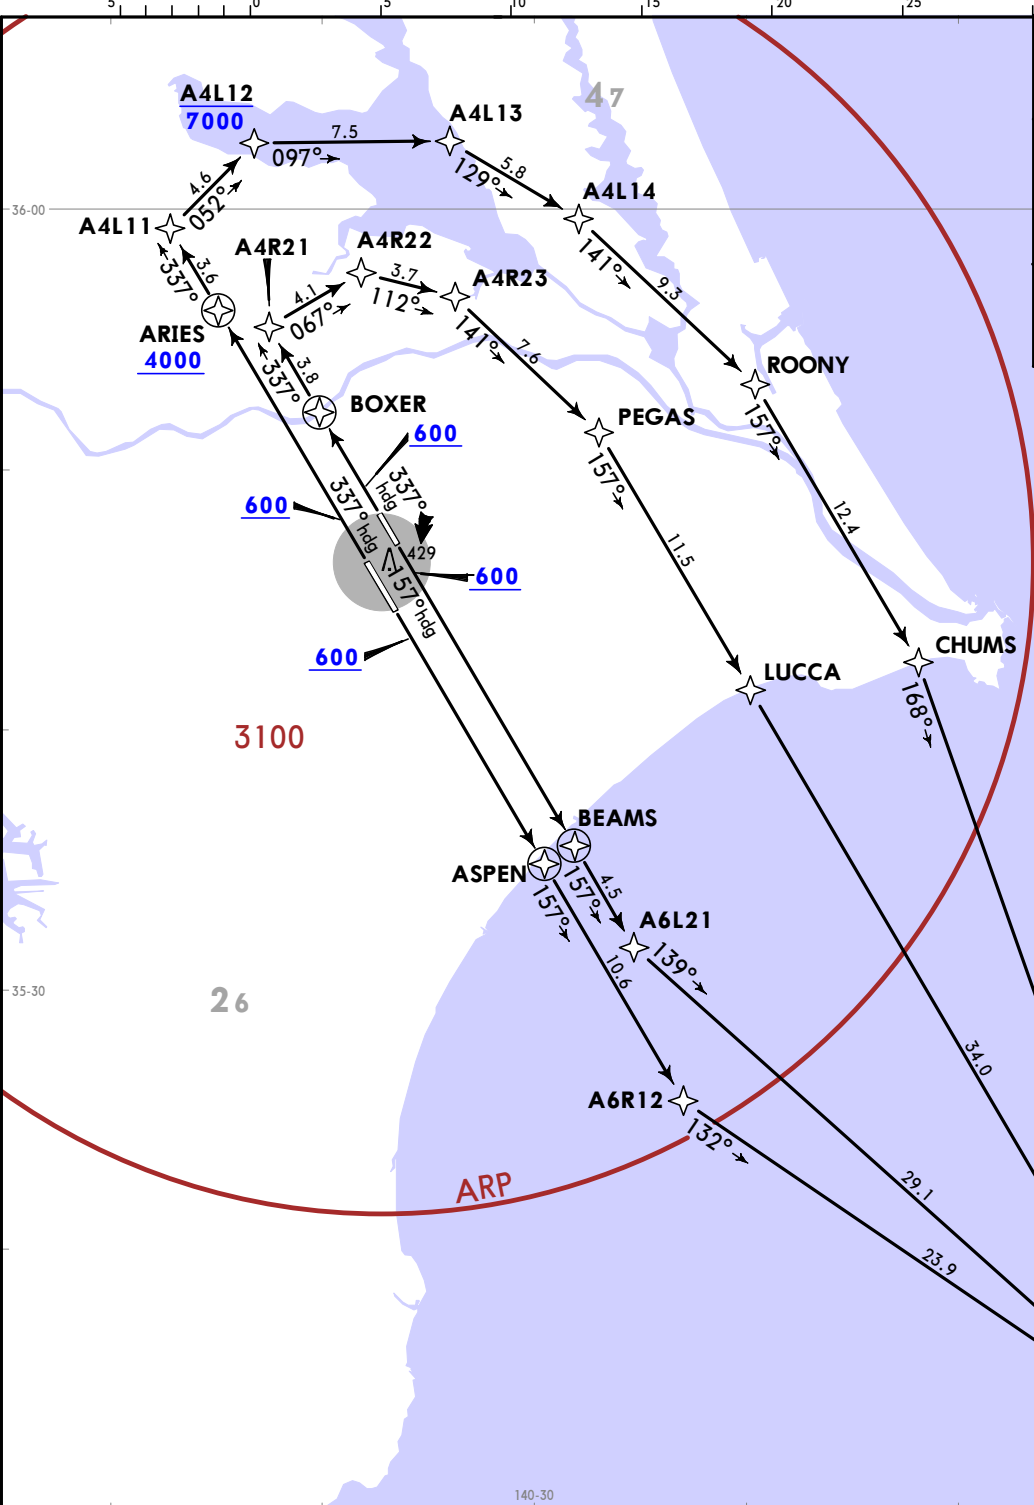 5 0 5 10 15 20 25
47
A4L12
7000
A4L13
7.5
097°
129°
5.8
A4L14
36-00
4.6
052°
A4L11
A4R21
A4R22
337°
3.6
3.7
A4R23
112°
141°
9.3
4.1
067°
ARIES
4000
337°
3.8
141°
7.6
ROONY
BOXER
PEGAS
157°
600
157°
337°
hdg
337°
hdg
600
12.4
11.5
429
600
157°
hdg
600
CHUMS
LUCCA
168°
3100
BEAMS
ASPEN
157°
4.5
157°
A6L21
139°
10.6
35-30
26
34.0
A6R12
132°
ARP
29.1
23.9
140-30